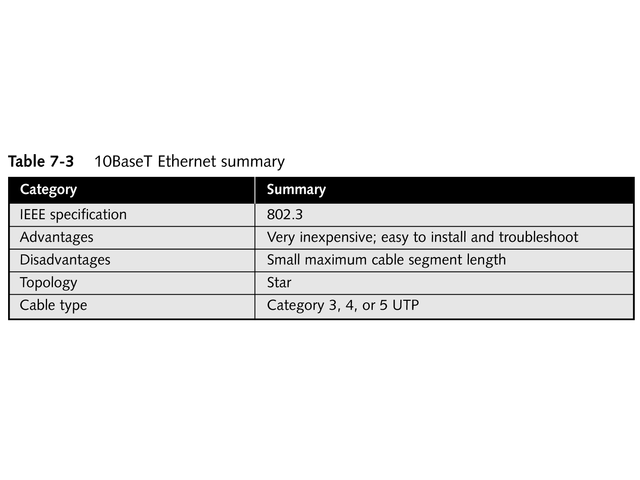 Table 7-3 10BaseT Ethernet summary
Category Summary
IEEE specification 802.3
Advantages Very inexpensive; easy to install and troubleshoot
Disadvantages Small maximum cable segment length
Topology Star
Cable type Category 3, 4, or 5 UTP